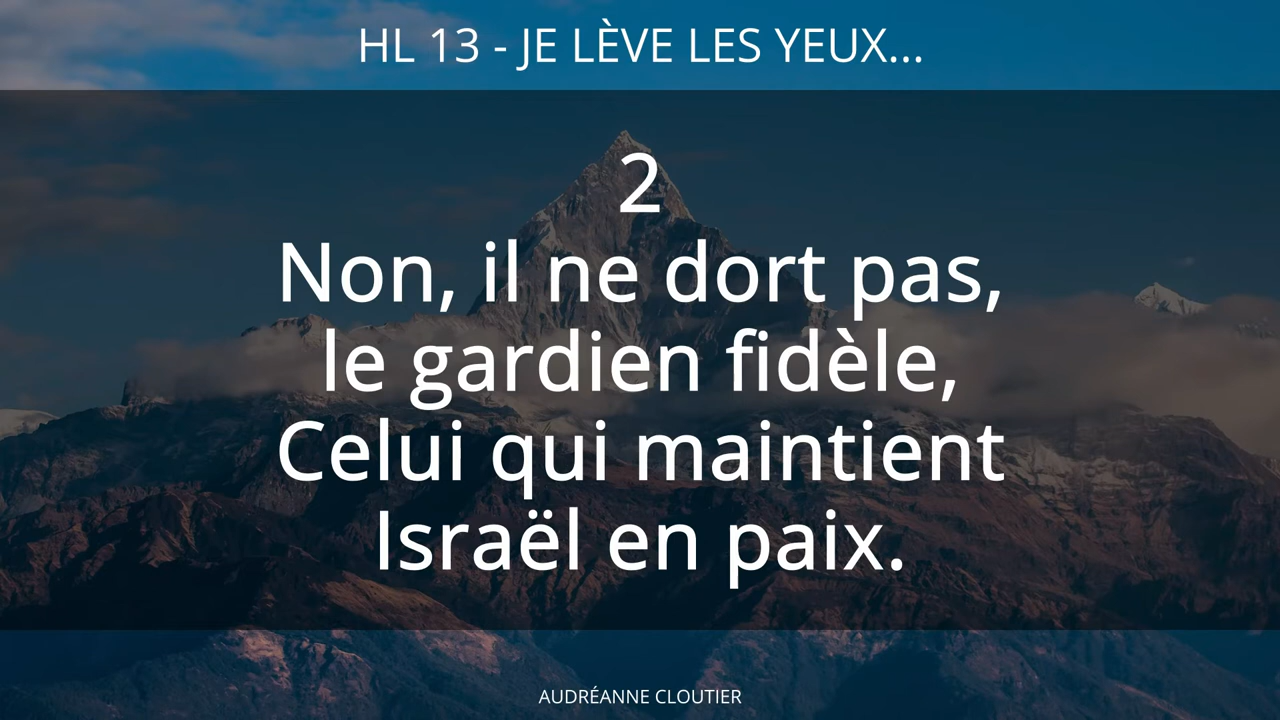 HL 13 - JE LÈVE LES YEUX...
2
Non, il ne dort pas,
le gardien fidèle,
Celui qui maintient
Israël en paix.
AUDRÉANNE CLOUTIER